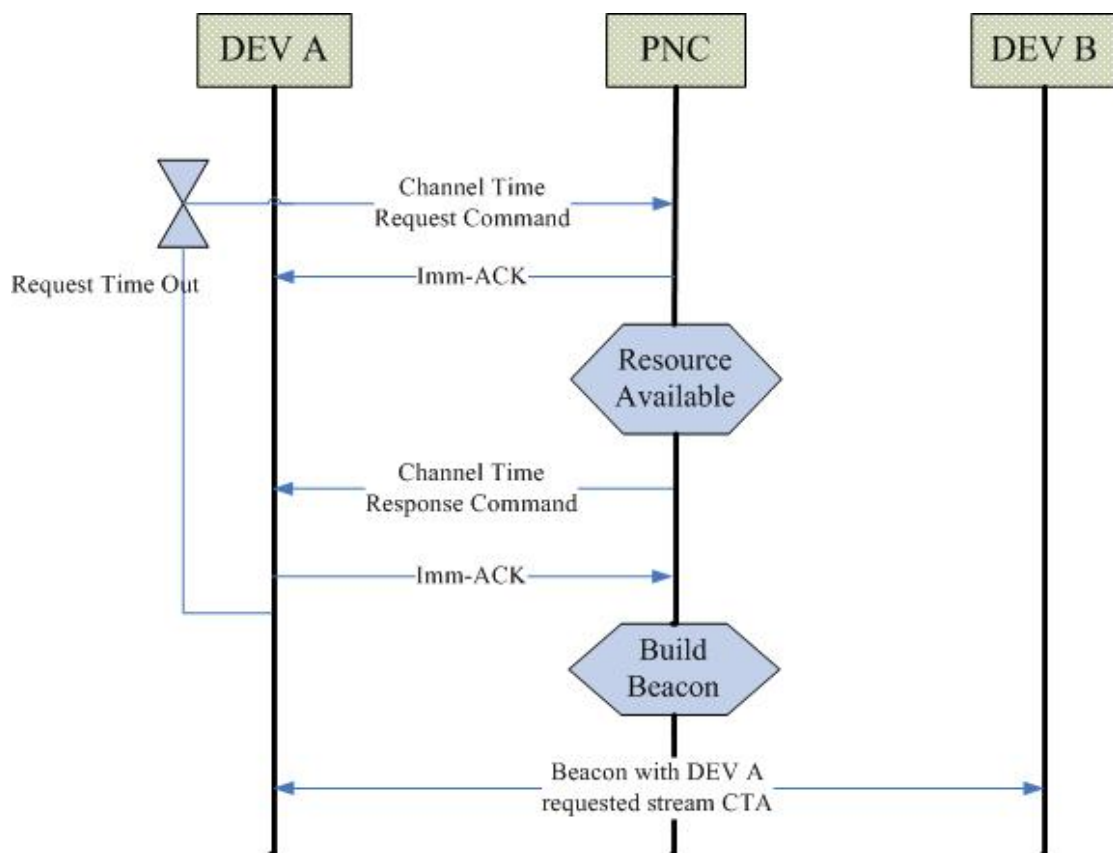 DEV A
PNC
DEV B
Channel Time
Request Command
Imm-ACK
Request Time Out
Resource
Available
Channel Time
Response Command
Imm-ACK
Build
Beacon
Beacon with DEV A
requested stream CTA